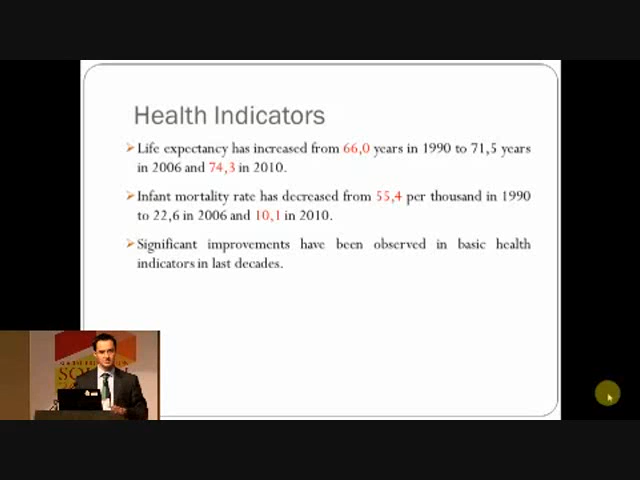 Health Indicators
Life expectancy has increased from 66,0 years in 1990 to 71,5 years
in 2006 and 74,3 in 2010.
Infant mortality rate has decreased from 55,4 per thousand in 1990
to 22,6 in 2006 and 10,1 in 2010.
Significant improvements have been observed in basic health
indicators in last decades.